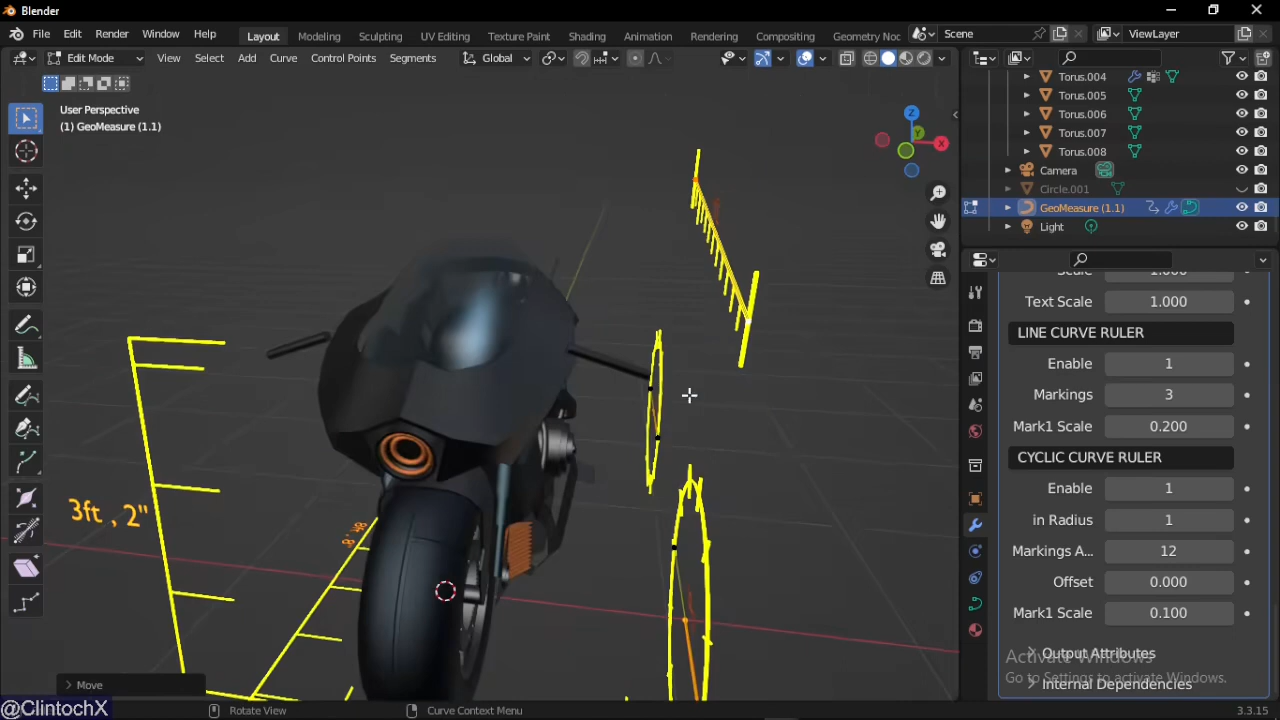 Blender
File Edit Render Window Help Layout Modeling Sculpting UV Editing Texture Paint Shading Animation Rendering Compositing Geometry Noc Scene ViewLayer
Edit Mode View Select Add Curve Control Points Segments Global
User Perspective
(1) GeoMeasure (1.1)
Z
Y
X
3ft , 2"
Torus.004
Torus.005
Torus.006
Torus.007
Torus.008
Camera
Circle.001
GeoMeasure (1.1)
Light
Scale 1.000
Text Scale 1.000
LINE CURVE RULER
Enable 1
Markings 3
Mark1 Scale 0.200
CYCLIC CURVE RULER
Enable 1
in Radius 1
Markings A... 12
Offset 0.000
Mark1 Scale 0.100
Output Attributes
Internal Dependencies
Activate Windows
Go to Settings to activate Windows.
Move
@ClintochX
Rotate View
Curve Context Menu
3.3.15